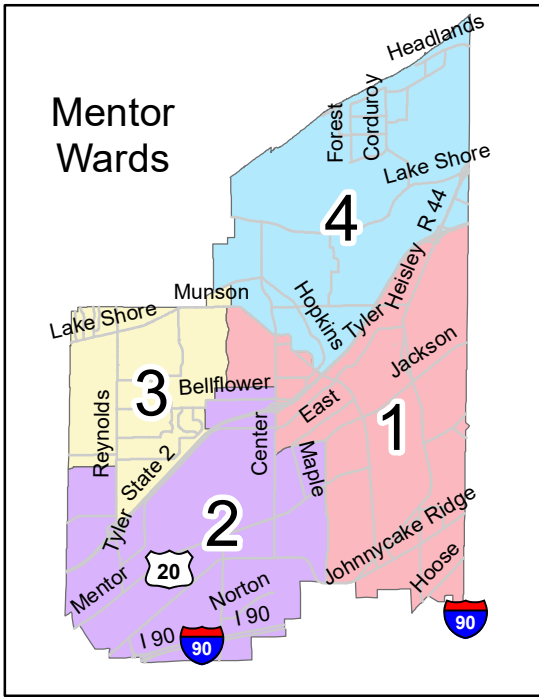 Mentor
Wards
Headlands
Forest
Corduroy
Lake Shore
R 44
4
Munson
Hopkins
Tyler
Heisley
Lake Shore
Jackson
3
Bellflower
East
1
Reynolds
Center
Maple
State 2
Tyler
2
20
Mentor
Norton
Johnnycake Ridge
Hoose
I 90
I 90
90
90